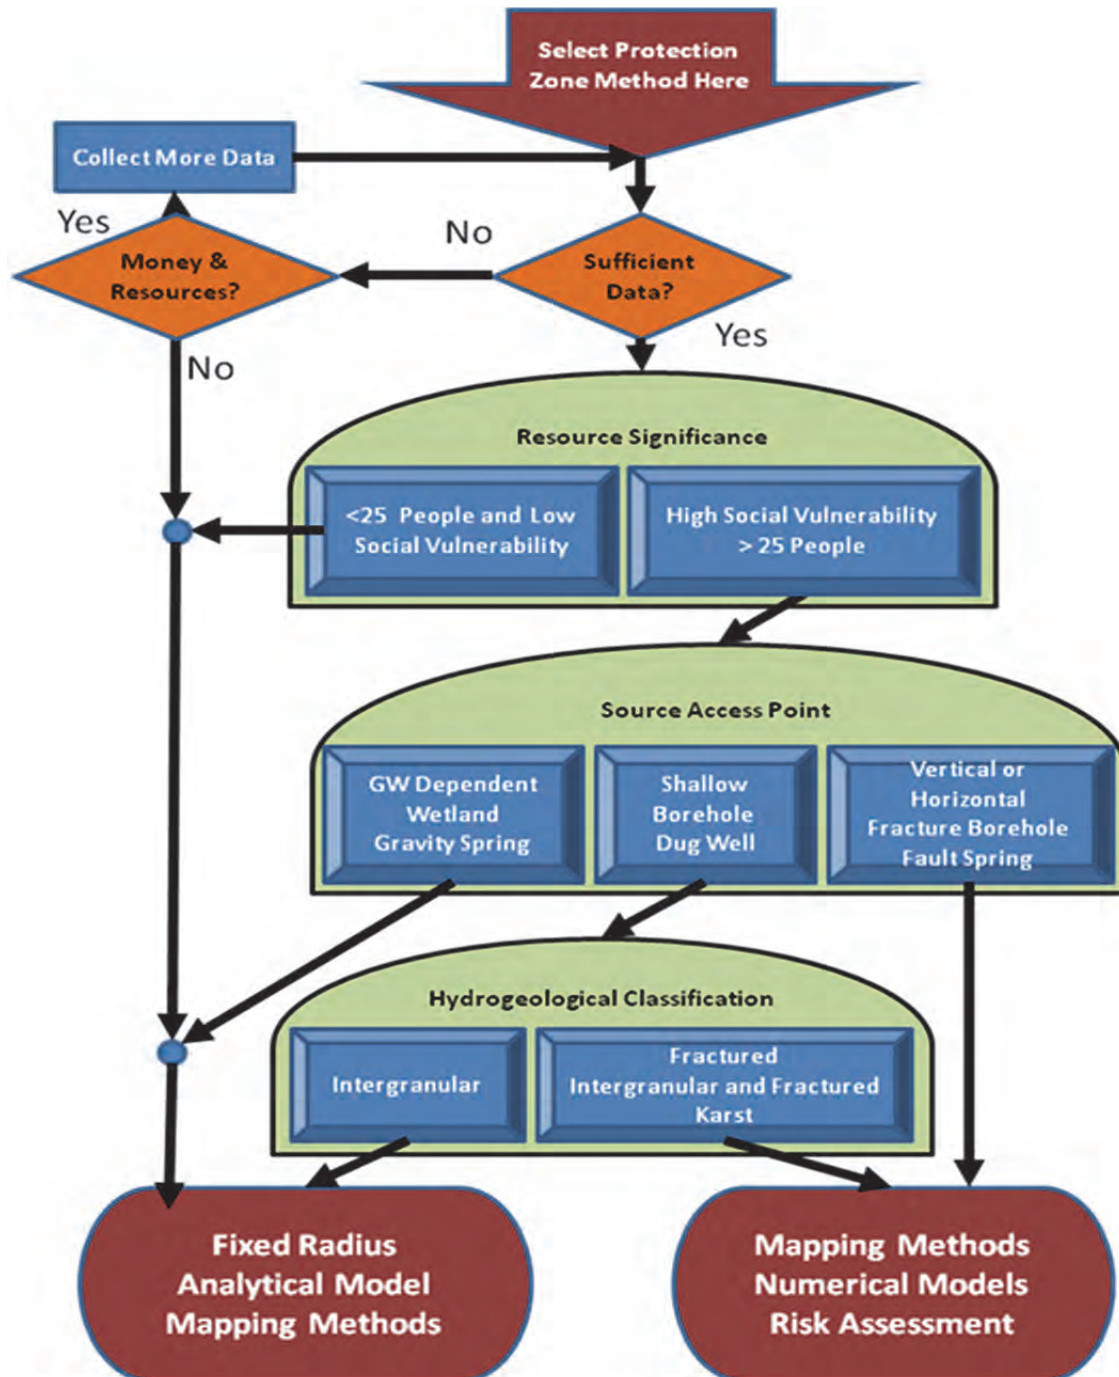 Select Protection
Zone Method Here
Collect More Data
Yes
No
Money &
Resources?
Sufficient
Data?
Yes
No
Resource Significance
<25 People and Low
Social Vulnerability
High Social Vulnerability
> 25 People
Source Access Point
GW Dependent
Wetland
Gravity Spring
Shallow
Borehole
Dug Well
Vertical or
Horizontal
Fracture Borehole
Fault Spring
Hydrogeological Classification
Intergranular
Fractured
Intergranular and Fractured
Karst
Fixed Radius
Analytical Model
Mapping Methods
Mapping Methods
Numerical Models
Risk Assessment